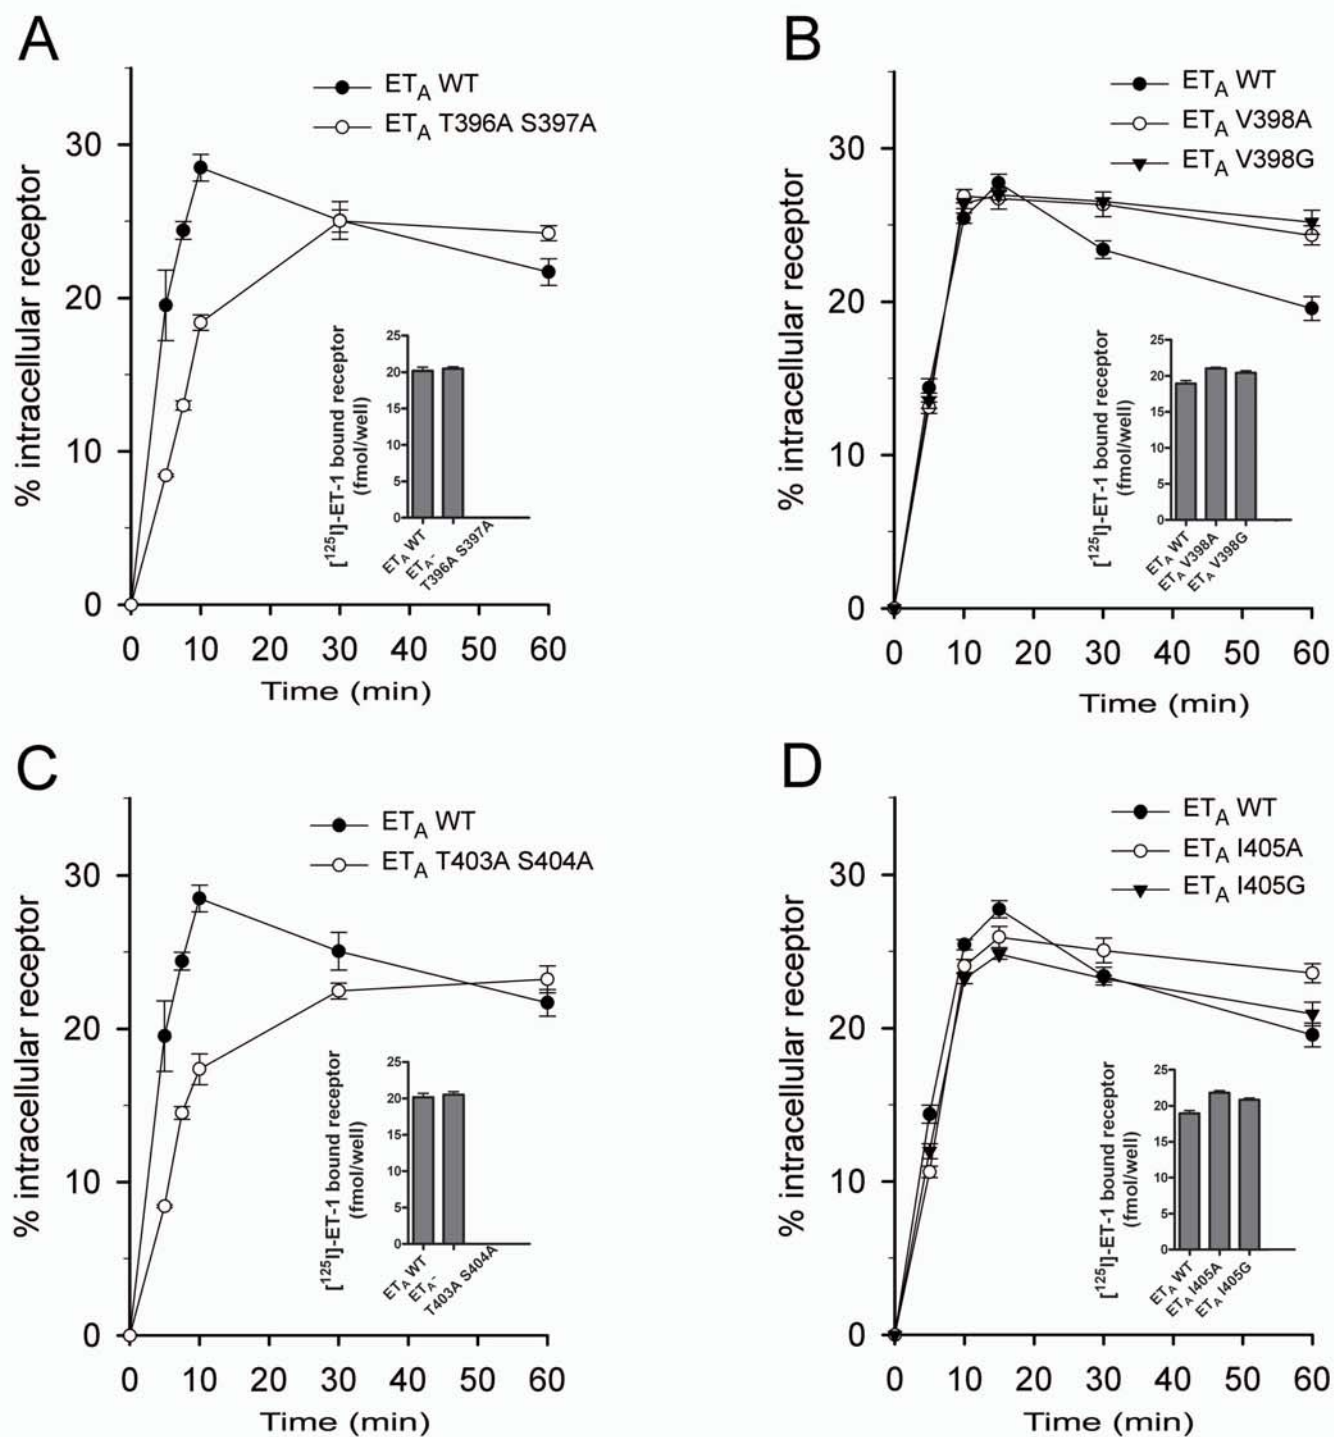 A
ET_A WT
ET_A T396A S397A
% intracellular receptor
30
20
10
0
0 10 20 30 40 50 60
Time (min)
[125I]-ET-1 bound receptor
(fmol/well)
25
20
15
10
5
0
ET_A WT
ET_A-
T396A S397A
B
ET_A WT
ET_A V398A
ET_A V398G
% intracellular receptor
30
20
10
0
0 10 20 30 40 50 60
Time (min)
[125I]-ET-1 bound receptor
(fmol/well)
25
20
15
10
5
0
ET_A WT
ET_A V398A
ET_A V398G
C
ET_A WT
ET_A T403A S404A
% intracellular receptor
30
20
10
0
0 10 20 30 40 50 60
Time (min)
[125I]-ET-1 bound receptor
(fmol/well)
25
20
15
10
5
0
ET_A WT
ET_A-
T403A S404A
D
ET_A WT
ET_A I405A
ET_A I405G
% intracellular receptor
30
20
10
0
0 10 20 30 40 50 60
Time (min)
[125I]-ET-1 bound receptor
(fmol/well)
25
20
15
10
5
0
ET_A WT
ET_A I405A
ET_A I405G